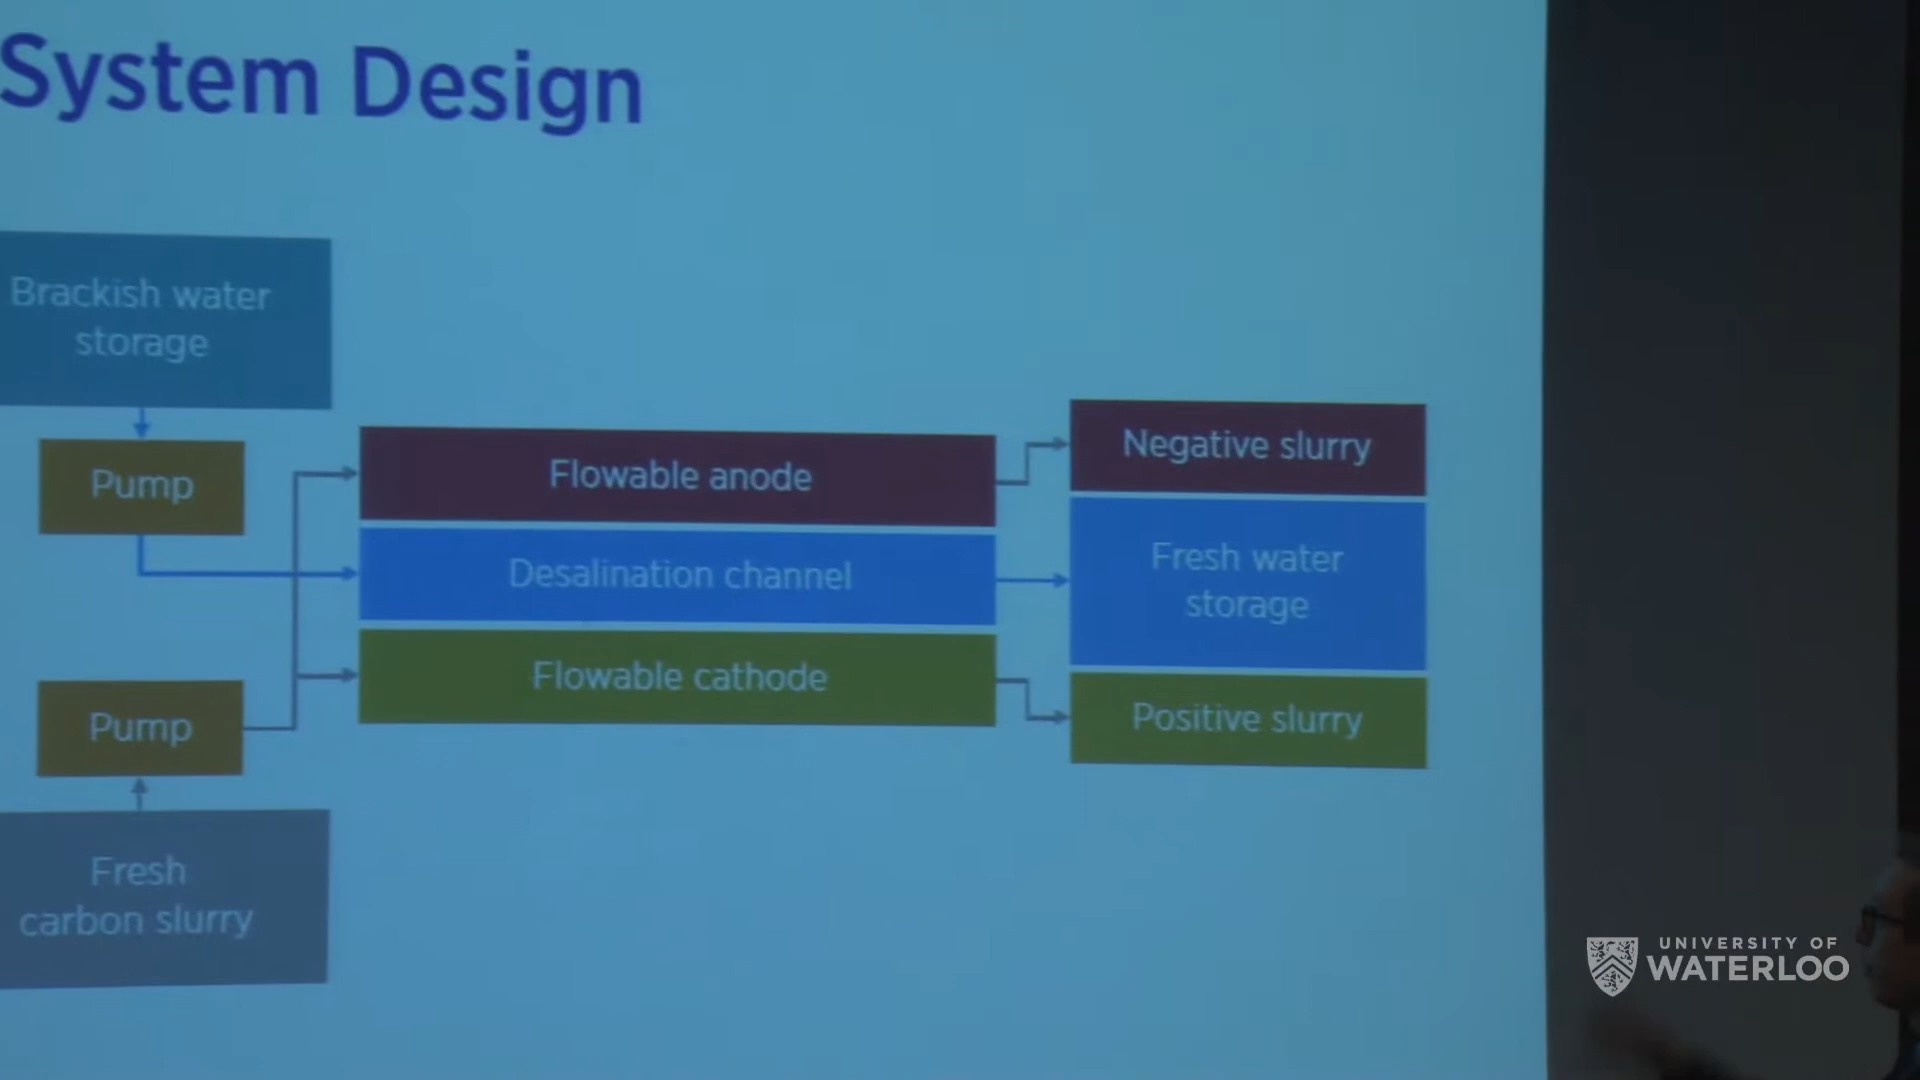 System Design
Brackish water
storage
Pump
Flowable anode
Desalination channel
Flowable cathode
Negative slurry
Fresh water
storage
Positive slurry
Pump
Fresh
carbon slurry
UNIVERSITY OF
WATERLOO